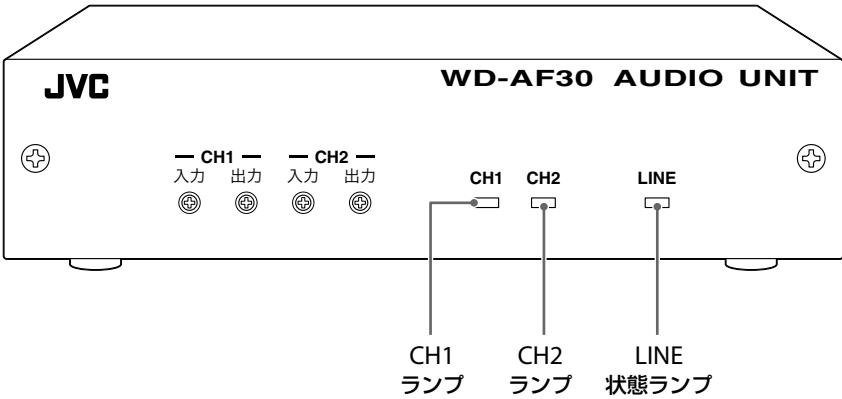 JVC
WD-AF30 AUDIO UNIT
CH1 CH2
入力 出力 入力 出力
CH1 CH2 LINE
CH1 CH2 LINE
ランプ ランプ 状態ランプ